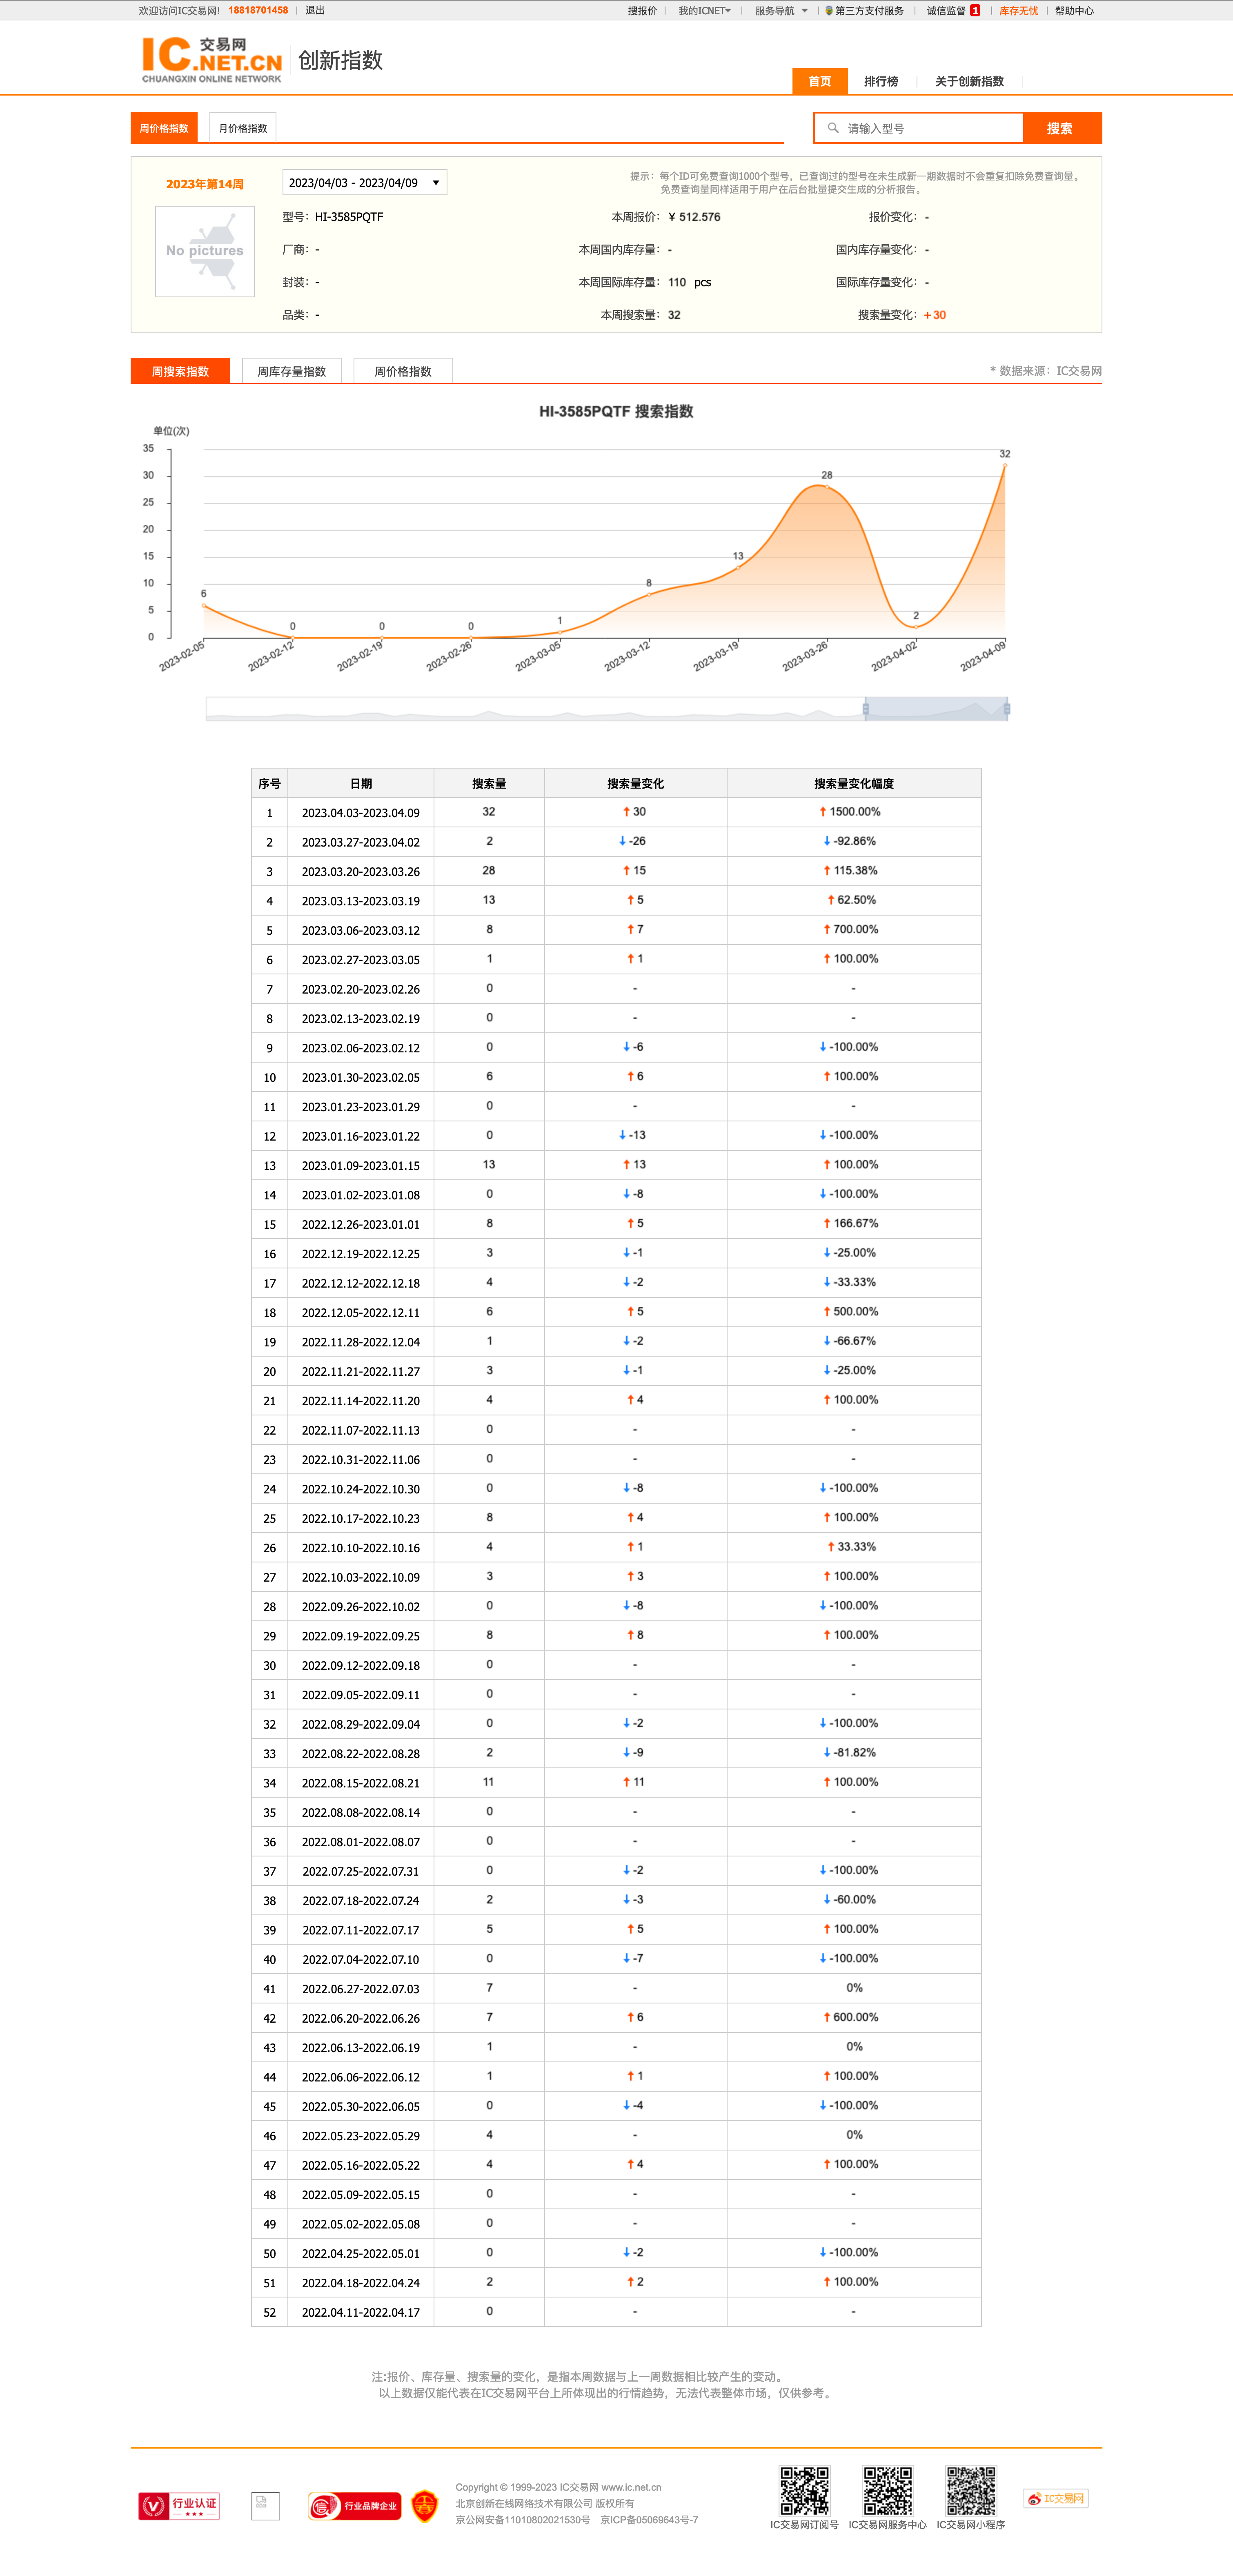 欢迎访问IC交易网! 18818701458 | 退出 搜报价 | 我的ICNET | 服务导航 | 第三方支付服务 | 诚信监督 1 | 库存无忧 | 帮助中心
IC 交易网
.NET.CN
CHUANGXIN ONLINE NETWORK
创新指数
首页 排行榜 关于创新指数
周价格指数 月价格指数 请输入型号 搜索
2023年第14周 2023/04/03 - 2023/04/09
提示：每个ID可免费查询1000个型号，已查询过的型号在未生成新一期数据时不会重复扣除免费查询量。
免费查询量同样适用于用户在后台批量提交生成的分析报告。
No pictures
型号：HI-3585PQTF 本周报价：¥ 512.576 报价变化：-
厂商：- 本周国内库存量：- 国内库存量变化：-
封装：- 本周国际库存量：110 pcs 国际库存量变化：-
品类：- 本周搜索量：32 搜索量变化：+30
周搜索指数 周库存量指数 周价格指数 * 数据来源：IC交易网
HI-3585PQTF 搜索指数
单位(次)
35
30
25
20
15
10
5
0
6 0 0 0 1 8 13 28 2 32
2023-02-05 2023-02-12 2023-02-19 2023-02-26 2023-03-05 2023-03-12 2023-03-19 2023-03-26 2023-04-02 2023-04-09
序号 日期 搜索量 搜索量变化 搜索量变化幅度
1 2023.04.03-2023.04.09 32 ↑ 30 ↑ 1500.00%
2 2023.03.27-2023.04.02 2 ↓ -26 ↓ -92.86%
3 2023.03.20-2023.03.26 28 ↑ 15 ↑ 115.38%
4 2023.03.13-2023.03.19 13 ↑ 5 ↑ 62.50%
5 2023.03.06-2023.03.12 8 ↑ 7 ↑ 700.00%
6 2023.02.27-2023.03.05 1 ↑ 1 ↑ 100.00%
7 2023.02.20-2023.02.26 0 - -
8 2023.02.13-2023.02.19 0 - -
9 2023.02.06-2023.02.12 0 ↓ -6 ↓ -100.00%
10 2023.01.30-2023.02.05 6 ↑ 6 ↑ 100.00%
11 2023.01.23-2023.01.29 0 - -
12 2023.01.16-2023.01.22 0 ↓ -13 ↓ -100.00%
13 2023.01.09-2023.01.15 13 ↑ 13 ↑ 100.00%
14 2023.01.02-2023.01.08 0 ↓ -8 ↓ -100.00%
15 2022.12.26-2023.01.01 8 ↑ 5 ↑ 166.67%
16 2022.12.19-2022.12.25 3 ↓ -1 ↓ -25.00%
17 2022.12.12-2022.12.18 4 ↓ -2 ↓ -33.33%
18 2022.12.05-2022.12.11 6 ↑ 5 ↑ 500.00%
19 2022.11.28-2022.12.04 1 ↓ -2 ↓ -66.67%
20 2022.11.21-2022.11.27 3 ↓ -1 ↓ -25.00%
21 2022.11.14-2022.11.20 4 ↑ 4 ↑ 100.00%
22 2022.11.07-2022.11.13 0 - -
23 2022.10.31-2022.11.06 0 - -
24 2022.10.24-2022.10.30 0 ↓ -8 ↓ -100.00%
25 2022.10.17-2022.10.23 8 ↑ 4 ↑ 100.00%
26 2022.10.10-2022.10.16 4 ↑ 1 ↑ 33.33%
27 2022.10.03-2022.10.09 3 ↑ 3 ↑ 100.00%
28 2022.09.26-2022.10.02 0 ↓ -8 ↓ -100.00%
29 2022.09.19-2022.09.25 8 ↑ 8 ↑ 100.00%
30 2022.09.12-2022.09.18 0 - -
31 2022.09.05-2022.09.11 0 - -
32 2022.08.29-2022.09.04 0 ↓ -2 ↓ -100.00%
33 2022.08.22-2022.08.28 2 ↓ -9 ↓ -81.82%
34 2022.08.15-2022.08.21 11 ↑ 11 ↑ 100.00%
35 2022.08.08-2022.08.14 0 - -
36 2022.08.01-2022.08.07 0 - -
37 2022.07.25-2022.07.31 0 ↓ -2 ↓ -100.00%
38 2022.07.18-2022.07.24 2 ↓ -3 ↓ -60.00%
39 2022.07.11-2022.07.17 5 ↑ 5 ↑ 100.00%
40 2022.07.04-2022.07.10 0 ↓ -7 ↓ -100.00%
41 2022.06.27-2022.07.03 7 - 0%
42 2022.06.20-2022.06.26 7 ↑ 6 ↑ 600.00%
43 2022.06.13-2022.06.19 1 - 0%
44 2022.06.06-2022.06.12 1 ↑ 1 ↑ 100.00%
45 2022.05.30-2022.06.05 0 ↓ -4 ↓ -100.00%
46 2022.05.23-2022.05.29 4 - 0%
47 2022.05.16-2022.05.22 4 ↑ 4 ↑ 100.00%
48 2022.05.09-2022.05.15 0 - -
49 2022.05.02-2022.05.08 0 - -
50 2022.04.25-2022.05.01 0 ↓ -2 ↓ -100.00%
51 2022.04.18-2022.04.24 2 ↑ 2 ↑ 100.00%
52 2022.04.11-2022.04.17 0 - -
注:报价、库存量、搜索量的变化，是指本周数据与上一周数据相比较产生的变动。
以上数据仅能代表在IC交易网平台上所体现出的行情趋势，无法代表整体市场，仅供参考。
行业认证
行业品牌企业
Copyright © 1999-2023 IC交易网 www.ic.net.cn
北京创新在线网络技术有限公司 版权所有
京公网安备11010802021530号 京ICP备05069643号-7
IC交易网订阅号 IC交易网服务中心 IC交易网小程序
IC交易网